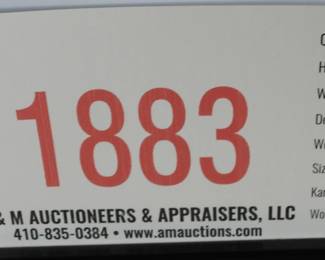 1883
& M AUCTIONEERS & APPRAISERS, LLC
410-835-0384 • www.amauctions.com